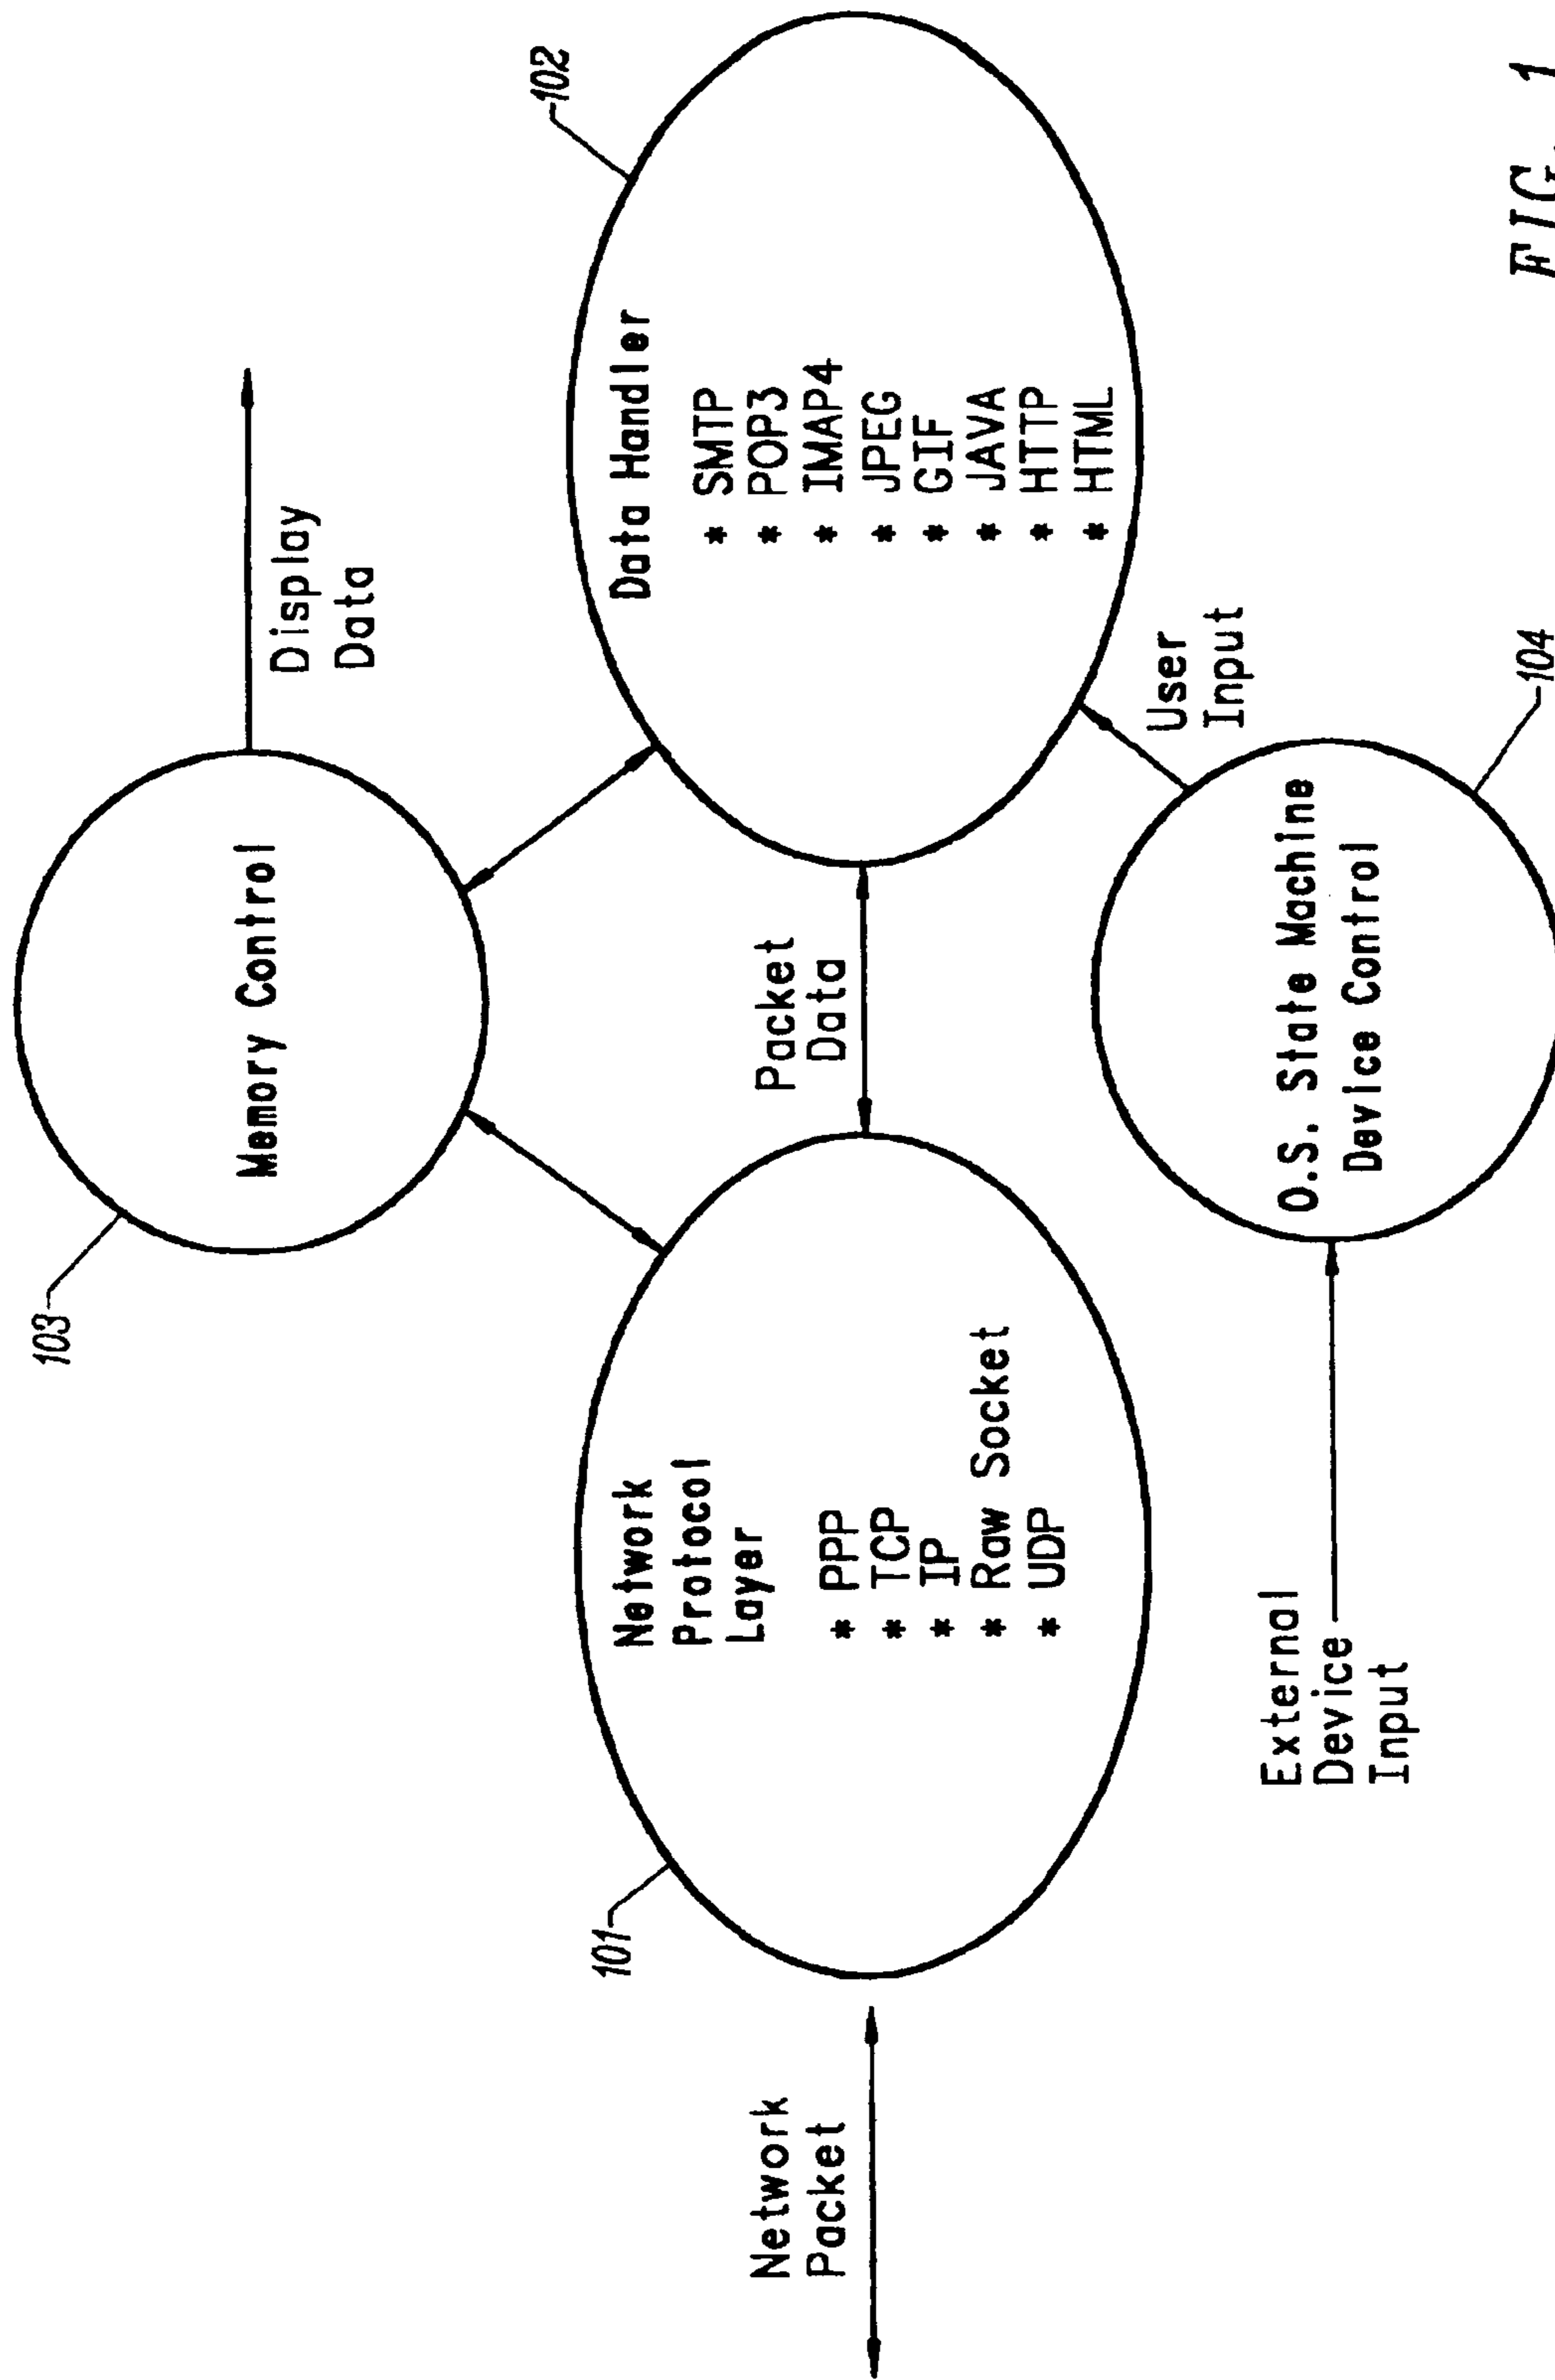 103
Memory Control
Display
Data
102
101
Network
Protocol
Layer
* PPP
* TCP
* IP
* Raw Socket
* UDP
Network
Packet
Packet
Data
Data Handler
* SMTP
* POP3
* IMAP4
* JPEG
* GIF
* JAVA
* HTTP
* HTML
User
Input
External
Device
Input
O.S. State Machine
Device Control
104
FIG. 1